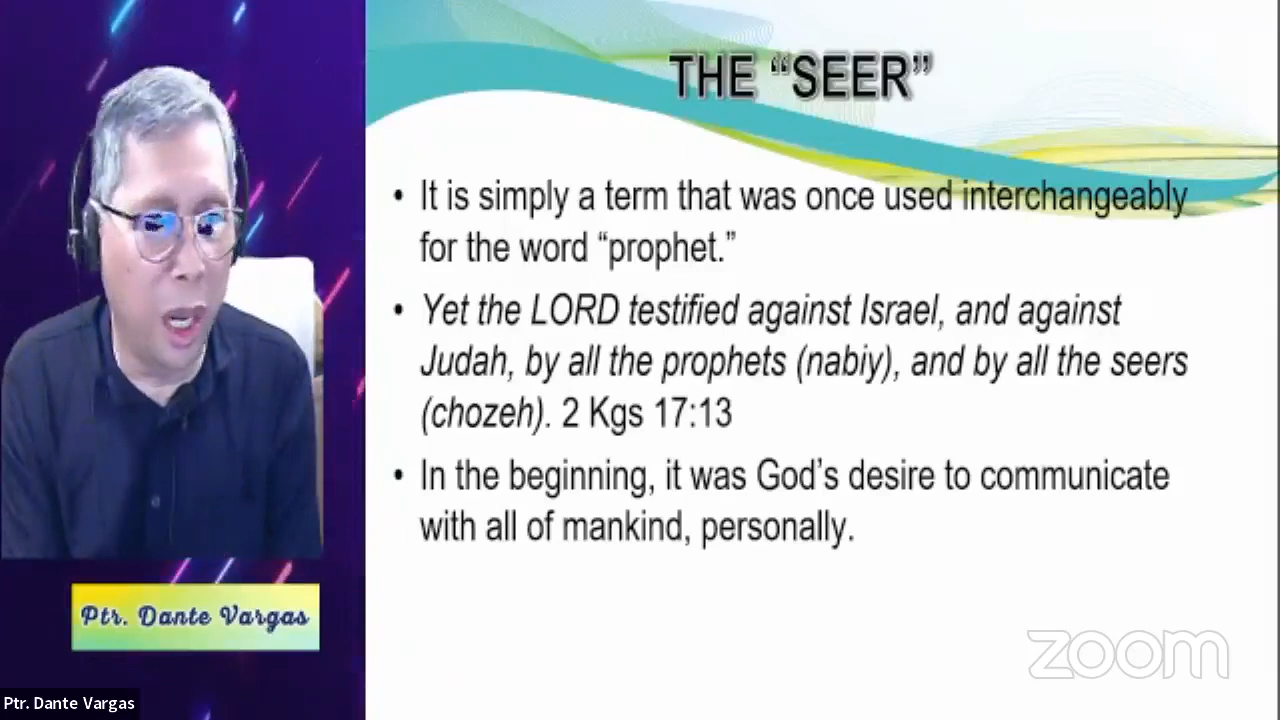 THE “SEER”
• It is simply a term that was once used interchangeably
for the word “prophet.”
• Yet the LORD testified against Israel, and against
Judah, by all the prophets (nabiy), and by all the seers
(chozeh). 2 Kgs 17:13
• In the beginning, it was God’s desire to communicate
with all of mankind, personally.
Ptr. Dante Vargas
zoom
Ptr. Dante Vargas